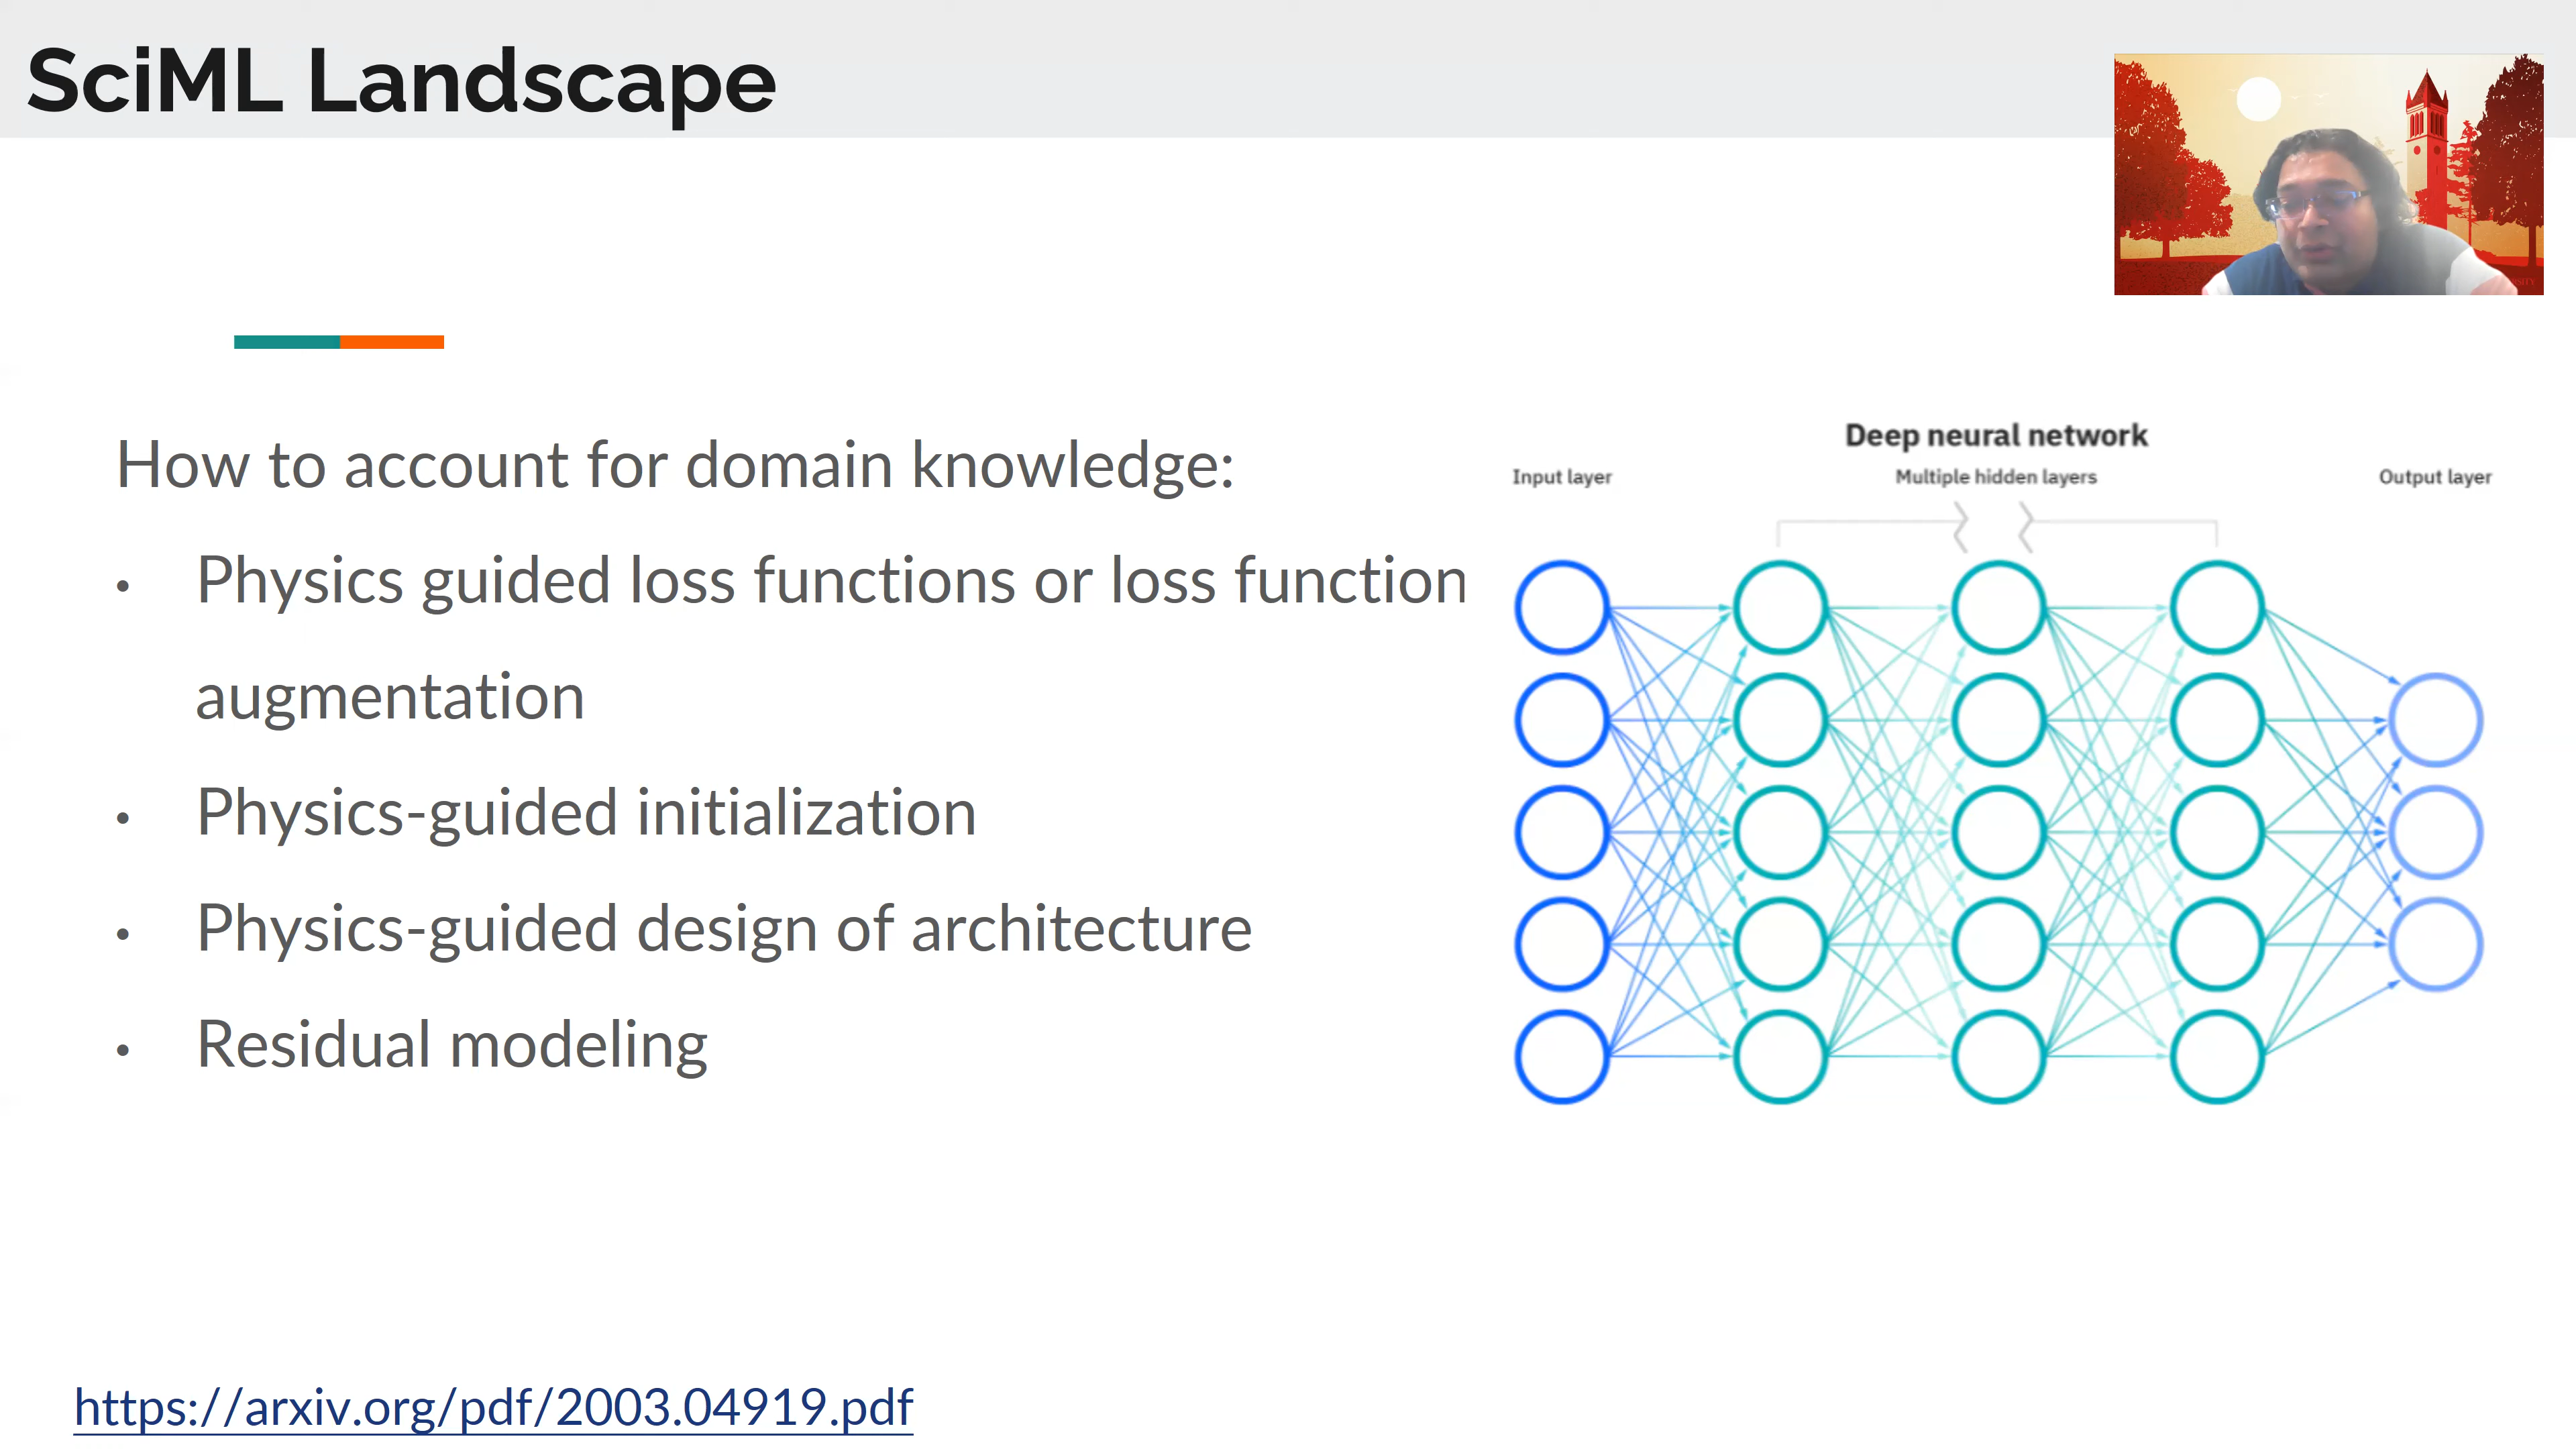 SciML Landscape
How to account for domain knowledge:
• Physics guided loss functions or loss function
augmentation
• Physics-guided initialization
• Physics-guided design of architecture
• Residual modeling
Deep neural network
Input layer
Multiple hidden layers
Output layer
https://arxiv.org/pdf/2003.04919.pdf